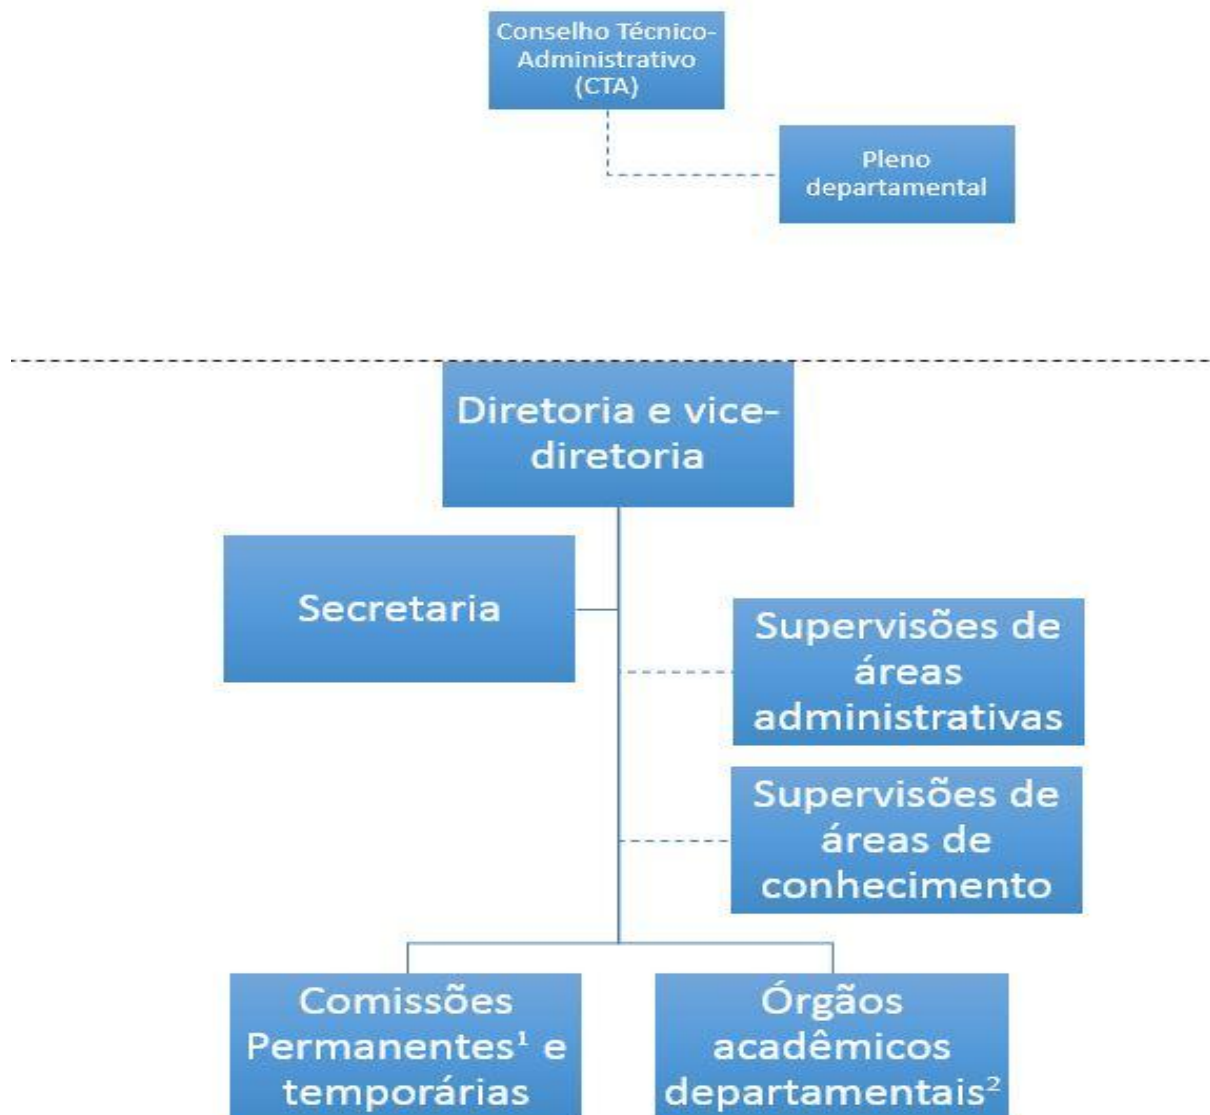 Conselho Técnico-
Administrativo
(CTA)
Pleno
departamental
Diretoria e vice-
diretoria
Secretaria
Supervisões de
áreas
administrativas
Supervisões de
áreas de
conhecimento
Comissões
Permanentes¹ e
temporárias
Órgãos
acadêmicos
departamentais²